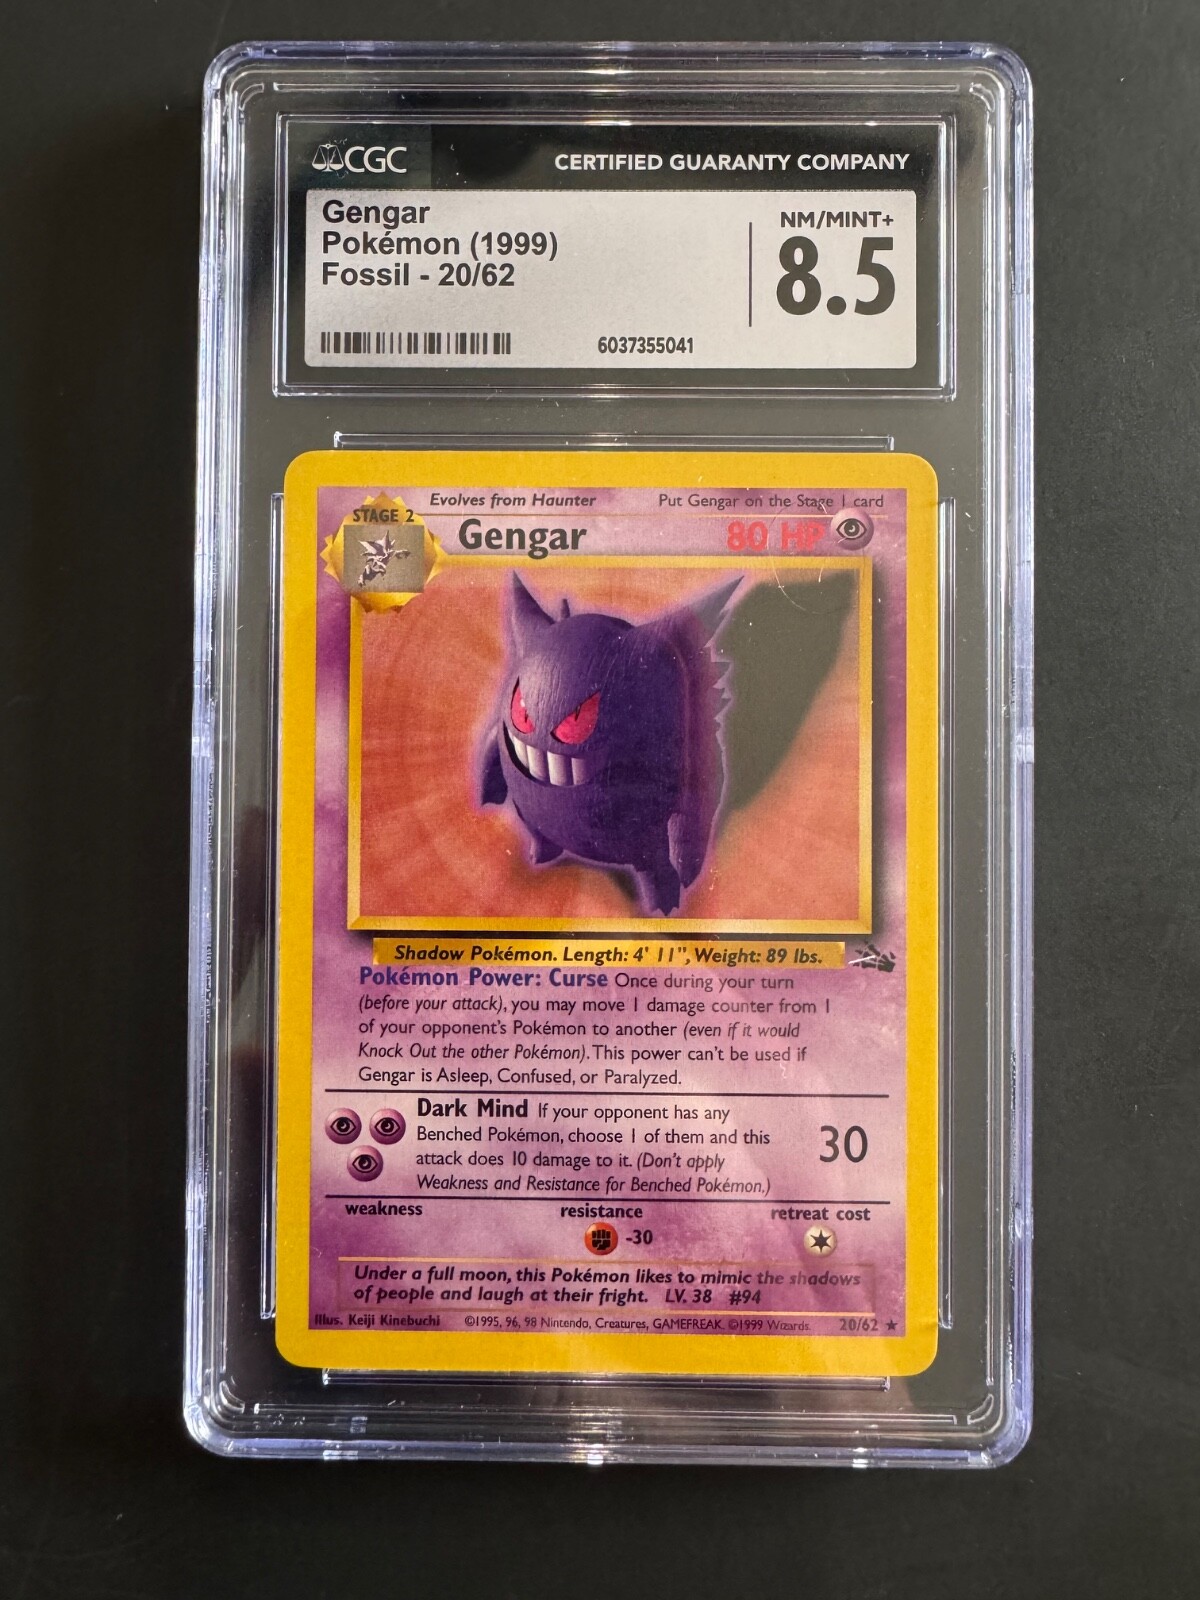 CGC
CERTIFIED GUARANTY COMPANY
Gengar
Pokémon (1999)
Fossil - 20/62
NM/MINT+
8.5
6037355041
Evolves from Haunter
Put Gengar on the Stage 1 card
STAGE 2
Gengar
80 HP
Shadow Pokémon. Length: 4' 11", Weight: 89 lbs.
Pokémon Power: Curse Once during your turn
(before your attack), you may move 1 damage counter from 1
of your opponent's Pokémon to another (even if it would
Knock Out the other Pokémon). This power can't be used if
Gengar is Asleep, Confused, or Paralyzed.
Dark Mind If your opponent has any
Benched Pokémon, choose 1 of them and this
attack does 10 damage to it. (Don't apply
Weakness and Resistance for Benched Pokémon.)
30
weakness
resistance
retreat cost
-30
Under a full moon, this Pokémon likes to mimic the shadows
of people and laugh at their fright. LV. 38 #94
Illus. Keiji Kinebuchi
©1995, 96, 98 Nintendo, Creatures, GAMEFREAK. ©1999 Wizards.
20/62 ★